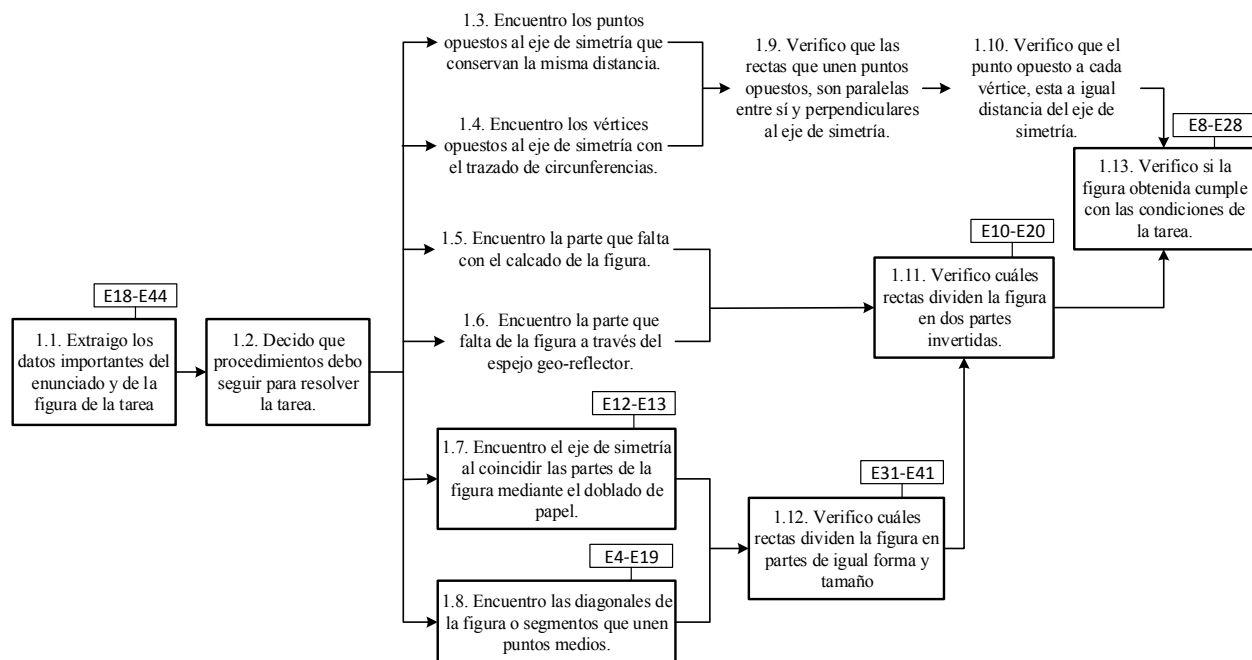 1.3. Encuentro los puntos
opuestos al eje de simetría que
conservan la misma distancia.
1.4. Encuentro los vértices
opuestos al eje de simetría con
el trazado de circunferencias.
1.9. Verifico que las
rectas que unen puntos
opuestos, son paralelas
entre sí y perpendiculares
al eje de simetría.
1.10. Verifico que el
punto opuesto a cada
vértice, esta a igual
distancia del eje de
simetría.
E8-E28
1.13. Verifico si la
figura obtenida cumple
con las condiciones de
la tarea.
1.5. Encuentro la parte que falta
con el calcado de la figura.
1.6. Encuentro la parte que
falta de la figura a través del
espejo geo-reflector.
E10-E20
1.11. Verifico cuáles
rectas dividen la figura
en dos partes
invertidas.
E18-E44
1.1. Extraigo los
datos importantes del
enunciado y de la
figura de la tarea
1.2. Decido que
procedimientos debo
seguir para resolver
la tarea.
E12-E13
1.7. Encuentro el eje de simetría
al coincidir las partes de la
figura mediante el doblado de
papel.
E31-E41
1.12. Verifico cuáles
rectas dividen la figura en
partes de igual forma y
tamaño
E4-E19
1.8. Encuentro las diagonales de
la figura o segmentos que unen
puntos medios.